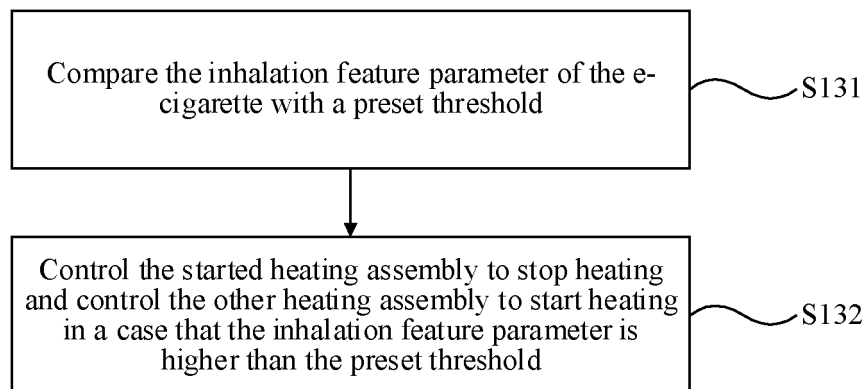 Compare the inhalation feature parameter of the e-
cigarette with a preset threshold
S131
Control the started heating assembly to stop heating
and control the other heating assembly to start heating
in a case that the inhalation feature parameter is
higher than the preset threshold
S132